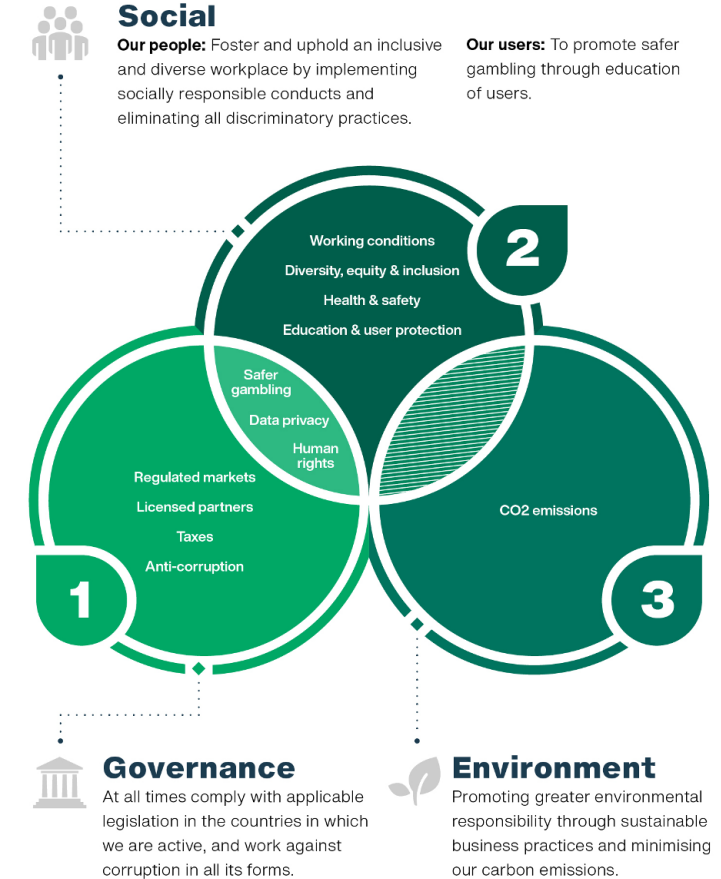 Social
Our people: Foster and uphold an inclusive
and diverse workplace by implementing
socially responsible conducts and
eliminating all discriminatory practices.
Our users: To promote safer
gambling through education
of users.
2
Working conditions
Diversity, equity & inclusion
Health & safety
Education & user protection
Safer
gambling
Data privacy
Human
rights
Regulated markets
Licensed partners
Taxes
Anti-corruption
1
CO2 emissions
3
Governance
At all times comply with applicable
legislation in the countries in which
we are active, and work against
corruption in all its forms.
Environment
Promoting greater environmental
responsibility through sustainable
business practices and minimising
our carbon emissions.